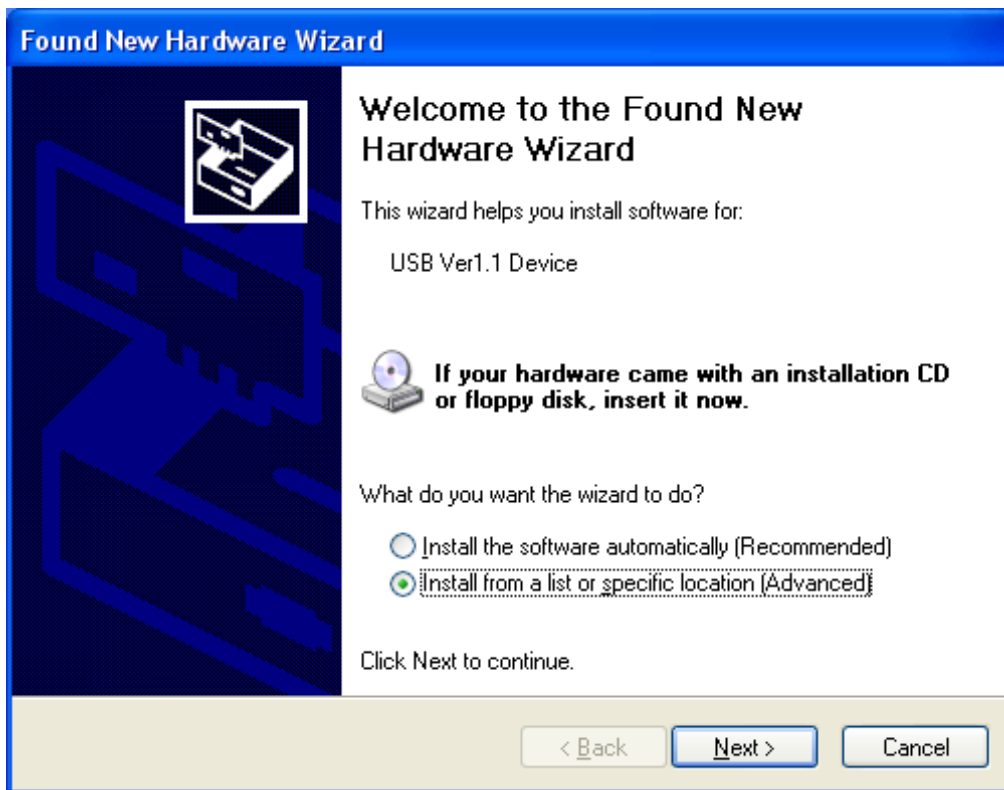 Found New Hardware Wizard
Welcome to the Found New
Hardware Wizard
This wizard helps you install software for:
USB Ver1.1 Device
If your hardware came with an installation CD
or floppy disk, insert it now.
What do you want the wizard to do?
Install the software automatically (Recommended)
Install from a list or specific location (Advanced)
Click Next to continue.
< Back
Next >
Cancel